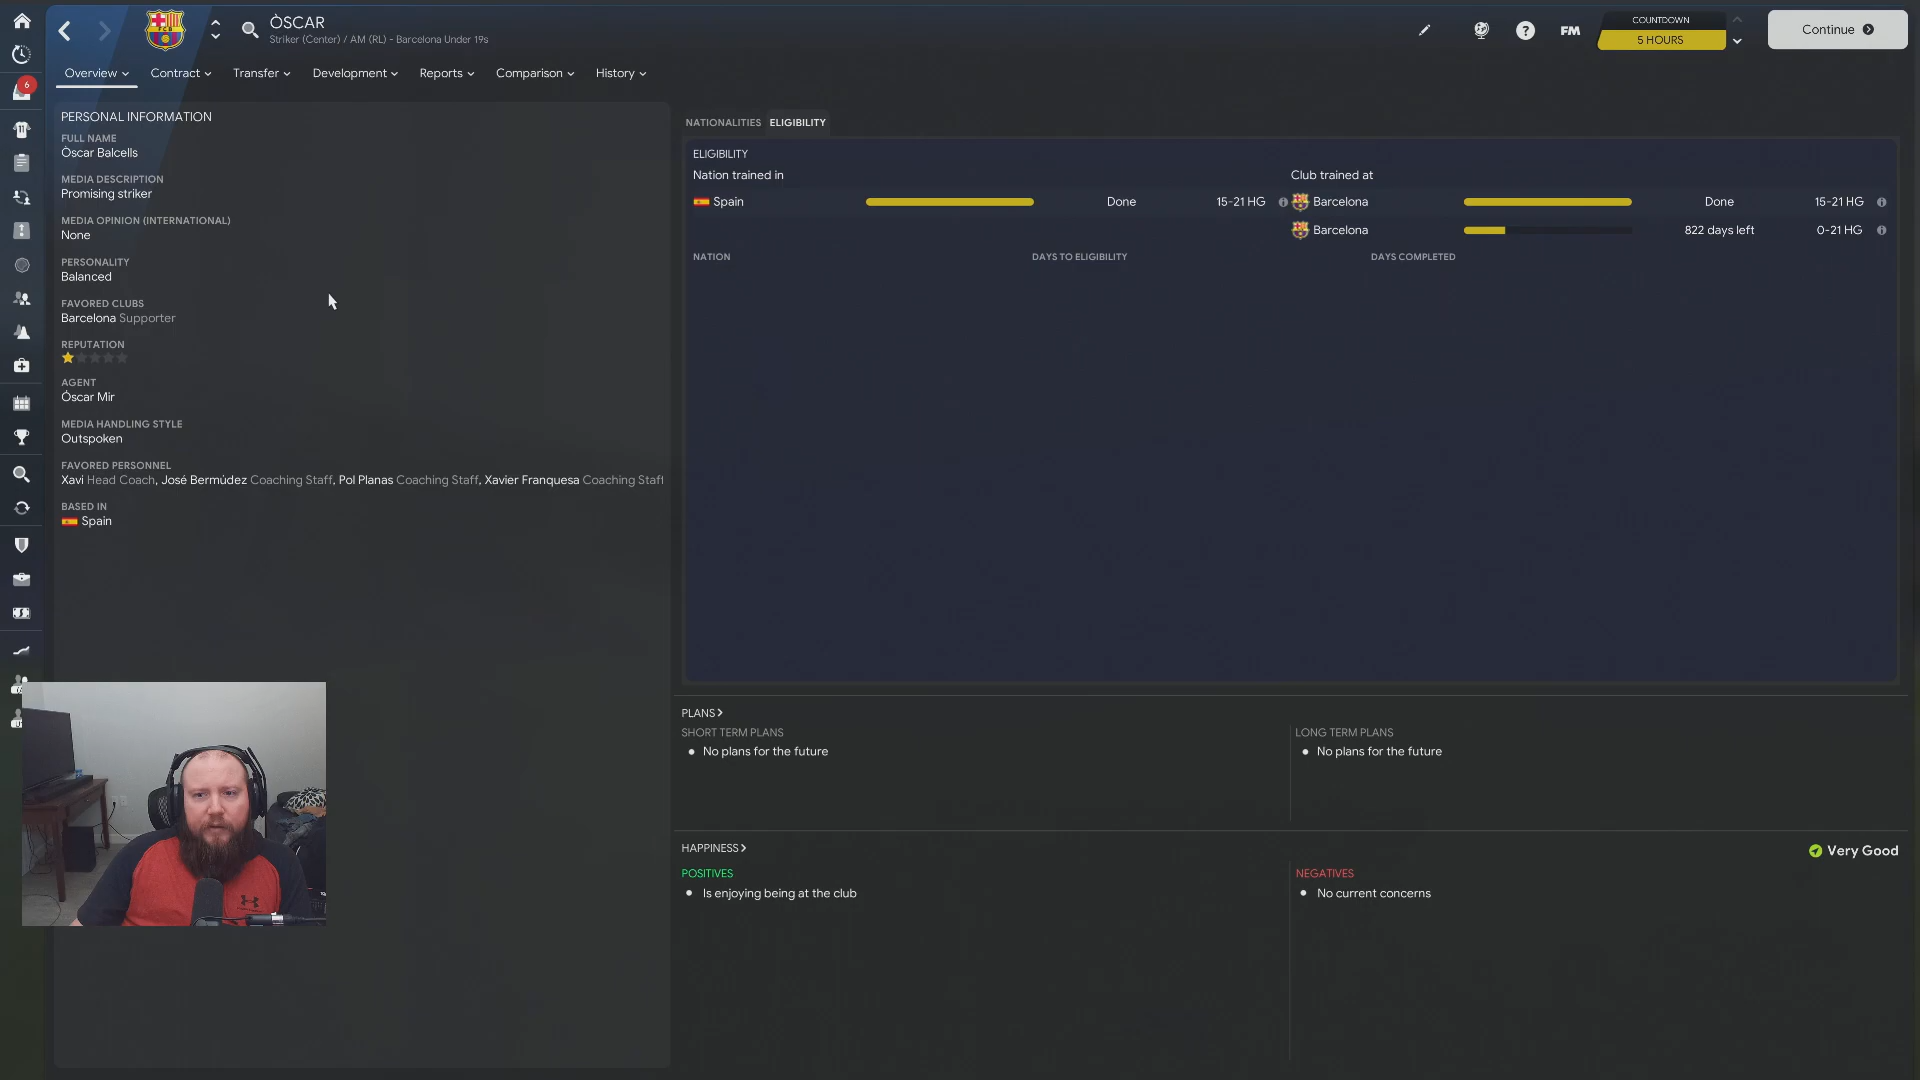 ÒSCAR
Striker (Center) / AM (RL) - Barcelona Under 19s
6
?
FM
COUNTDOWN
5 HOURS
Continue
Overview
Contract
Transfer
Development
Reports
Comparison
History
PERSONAL INFORMATION
FULL NAME
Òscar Balcells
MEDIA DESCRIPTION
Promising striker
MEDIA OPINION (INTERNATIONAL)
None
PERSONALITY
Balanced
FAVORED CLUBS
Barcelona Supporter
REPUTATION
AGENT
Óscar Mir
MEDIA HANDLING STYLE
Outspoken
FAVORED PERSONNEL
Xavi Head Coach, José Bermúdez Coaching Staff, Pol Planas Coaching Staff, Xavier Franquesa Coaching Staff
BASED IN
Spain
NATIONALITIES ELIGIBILITY
ELIGIBILITY
Nation trained in
Spain Done 15-21 HG
Club trained at
Barcelona Done 15-21 HG
Barcelona 822 days left 0-21 HG
NATION DAYS TO ELIGIBILITY DAYS COMPLETED
PLANS
SHORT TERM PLANS
No plans for the future
LONG TERM PLANS
No plans for the future
HAPPINESS
Very Good
POSITIVES
Is enjoying being at the club
NEGATIVES
No current concerns